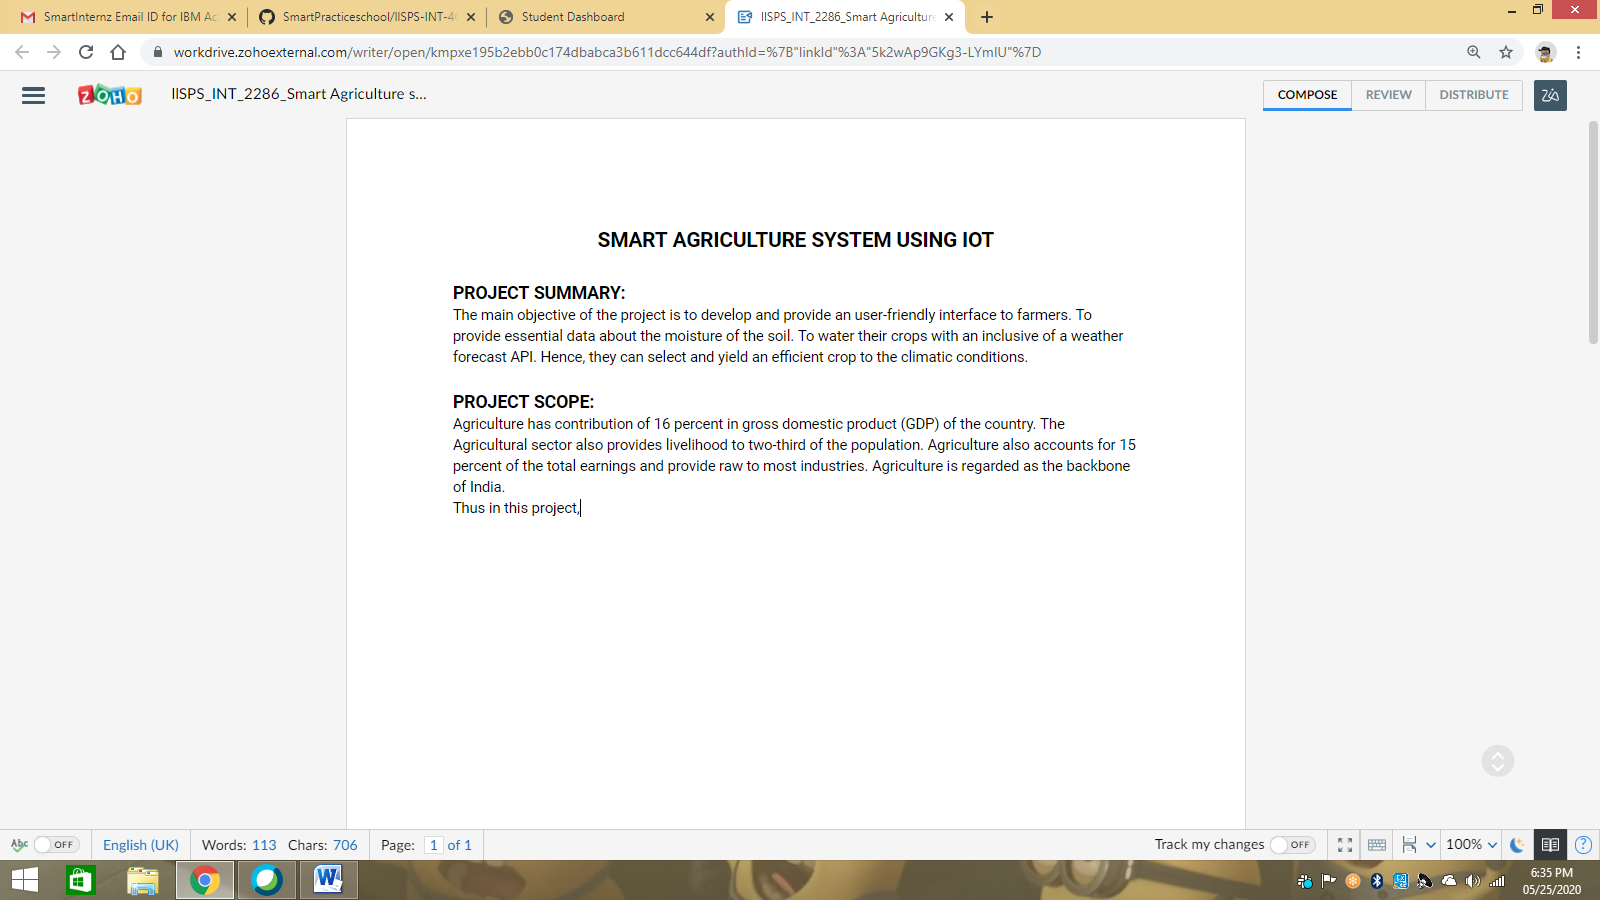 SmartInternz Email ID for IBM Ac
SmartPracticeschool/IISPS-INT-46
Student Dashboard
IISPS_INT_2286_Smart Agriculture
workdrive.zohoexternal.com/writer/open/kmpxe195b2ebb0c174dbabca3b611dcc644df?authId=%7B"linkId"%3A"5k2wAp9GKg3-LYmIU"%7D
ZOHO
IISPS_INT_2286_Smart Agriculture s...
COMPOSE
REVIEW
DISTRIBUTE
SMART AGRICULTURE SYSTEM USING IOT
PROJECT SUMMARY:
The main objective of the project is to develop and provide an user-friendly interface to farmers. To
provide essential data about the moisture of the soil. To water their crops with an inclusive of a weather
forecast API. Hence, they can select and yield an efficient crop to the climatic conditions.
PROJECT SCOPE:
Agriculture has contribution of 16 percent in gross domestic product (GDP) of the country. The
Agricultural sector also provides livelihood to two-third of the population. Agriculture also accounts for 15
percent of the total earnings and provide raw to most industries. Agriculture is regarded as the backbone
of India.
Thus in this project,
Abc OFF
English (UK)
Words: 113 Chars: 706
Page: 1 of 1
Track my changes OFF
100%
6:35 PM
05/25/2020